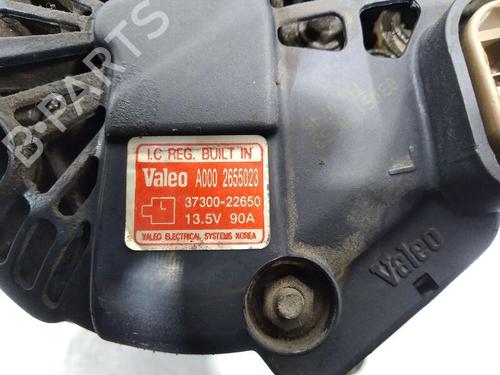 B-PARTS
I.C REG. BUILT IN
Valeo A000 2655023
37300-22650
13.5V 90A
VALEO ELECTRICAL SYSTEMS KOREA
Valeo